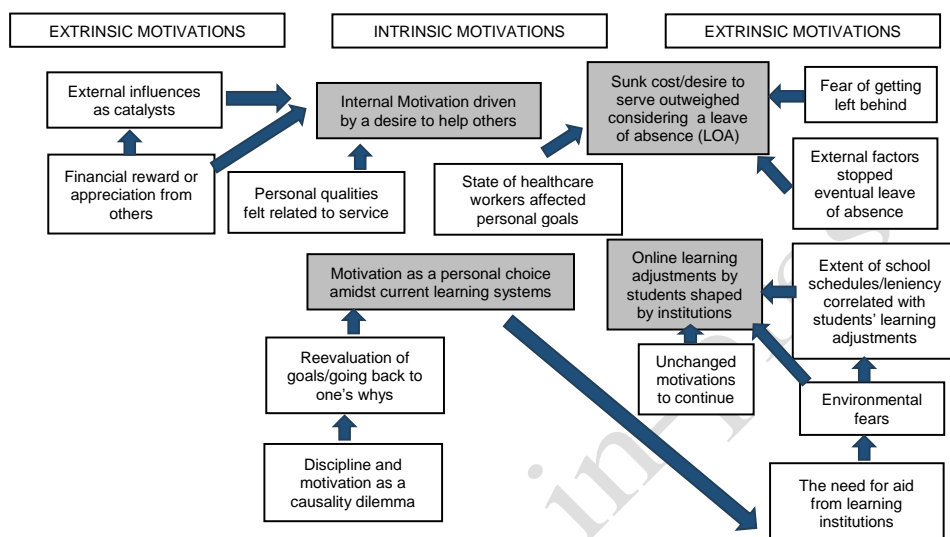 EXTRINSIC MOTIVATIONS
INTRINSIC MOTIVATIONS
EXTRINSIC MOTIVATIONS
External influences
as catalysts
Internal Motivation driven
by a desire to help others
Sunk cost/desire to
serve outweighed
considering a leave
of absence (LOA)
Fear of getting
left behind
Financial reward or
appreciation from
others
Personal qualities
felt related to service
State of healthcare
workers affected
personal goals
External factors
stopped
eventual leave
of absence
Motivation as a personal choice
amidst current learning systems
Online learning
adjustments by
students shaped
by institutions
Extent of school
schedules/leniency
correlated with
students' learning
adjustments
Reevaluation of
goals/going back to
one's whys
Unchanged
motivations
to continue
Environmental
fears
Discipline and
motivation as a
causality dilemma
The need for aid
from learning
institutions